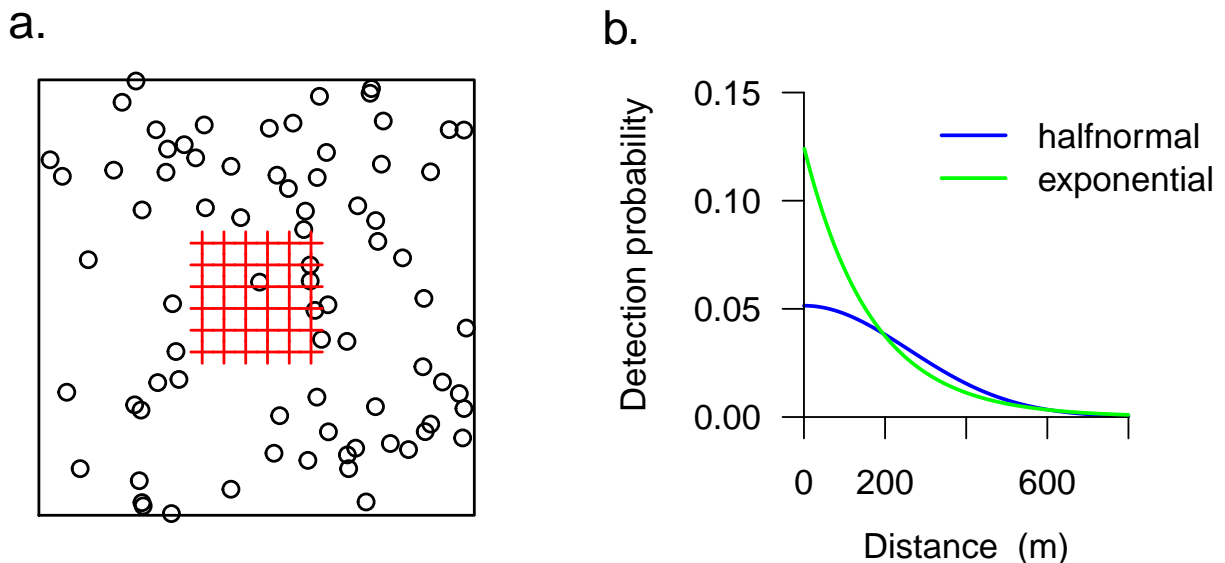 a.
b.
Detection probability
0.15
0.10
0.05
0.00
halfnormal
exponential
0 200 600
Distance (m)